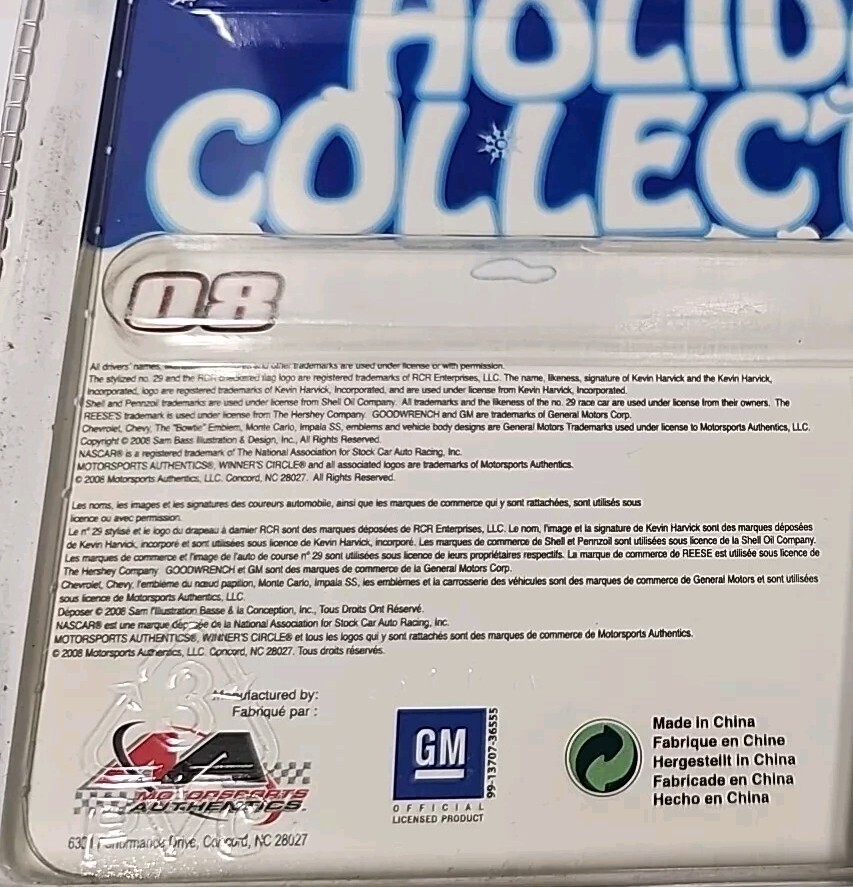 HOLID
COLLECT
08
All drivers' names, trademarks are used under license or with permission.
The stylized no. 29 and the RCR checkered flag logo are registered trademarks of RCR Enterprises, LLC. The name, likeness, signature of Kevin Harvick and the Kevin Harvick,
Incorporated, logo are registered trademarks of Kevin Harvick, Incorporated, and are used under license from Kevin Harvick, Incorporated.
Shell and Pennzoil trademarks are used under license from Shell Oil Company. All trademarks and the likeness of the no. 29 race car are used under license from their owners. The
REESE'S trademark is used under license from The Hershey Company. GOODWRENCH and GM are trademarks of General Motors Corp.
Chevrolet, Chevy, The "Bowtie" Emblem, Monte Carlo, Impala SS, emblems and vehicle body designs are General Motors Trademarks used under license to Motorsports Authentics, LLC.
Copyright © 2008 Sam Bass Illustration & Design, Inc., All Rights Reserved.
NASCAR® is a registered trademark of The National Association for Stock Car Auto Racing, Inc.
MOTORSPORTS AUTHENTICS®, WINNER'S CIRCLE® and all associated logos are trademarks of Motorsports Authentics.
© 2008 Motorsports Authentics, LLC. Concord, NC 28027. All Rights Reserved.
Les noms, les images et les signatures des coureurs automobile, ainsi que les marques de commerce qui y sont rattachées, sont utilisés sous
licence ou avec permission.
Le n° 29 stylisé et le logo du drapeau à damier RCR sont des marques déposées de RCR Enterprises, LLC. Le nom, l'image et la signature de Kevin Harvick sont des marques déposées
de Kevin Harvick, incorporé et sont utilisées sous licence de Kevin Harvick, incorporé. Les marques de commerce de Shell et Pennzoil sont utilisées sous licence de la Shell Oil Company.
Les marques de commerce et l'image de l'auto de course n° 29 sont utilisées sous licence de leurs propriétaires respectifs. La marque de commerce de REESE est utilisée sous licence de
The Hershey Company. GOODWRENCH et GM sont des marques de commerce de la General Motors Corp.
Chevrolet, Chevy, l'emblème du nœud papillon, Monte Carlo, Impala SS, les emblèmes et la carrosserie des véhicules sont des marques de commerce de General Motors et sont utilisées
sous licence de Motorsports Authentics, LLC.
Déposer © 2008 Sam l'Illustration Basse & la Conception, Inc., Tous Droits Ont Réservé.
NASCAR® est une marque déposée de la National Association for Stock Car Auto Racing, Inc.
MOTORSPORTS AUTHENTICS®, WINNER'S CIRCLE® et tous les logos qui y sont rattachés sont des marques de commerce de Motorsports Authentics.
© 2008 Motorsports Authentics, LLC. Concord, NC 28027. Tous droits réservés.
Manufactured by:
Fabriqué par :
MOTORSPORTS
AUTHENTICS.
6301 Performance Drive, Concord, NC 28027
GM
OFFICIAL
LICENSED PRODUCT
99-13707-36555
Made in China
Fabrique en Chine
Hergestellt in China
Fabricade en China
Hecho en China